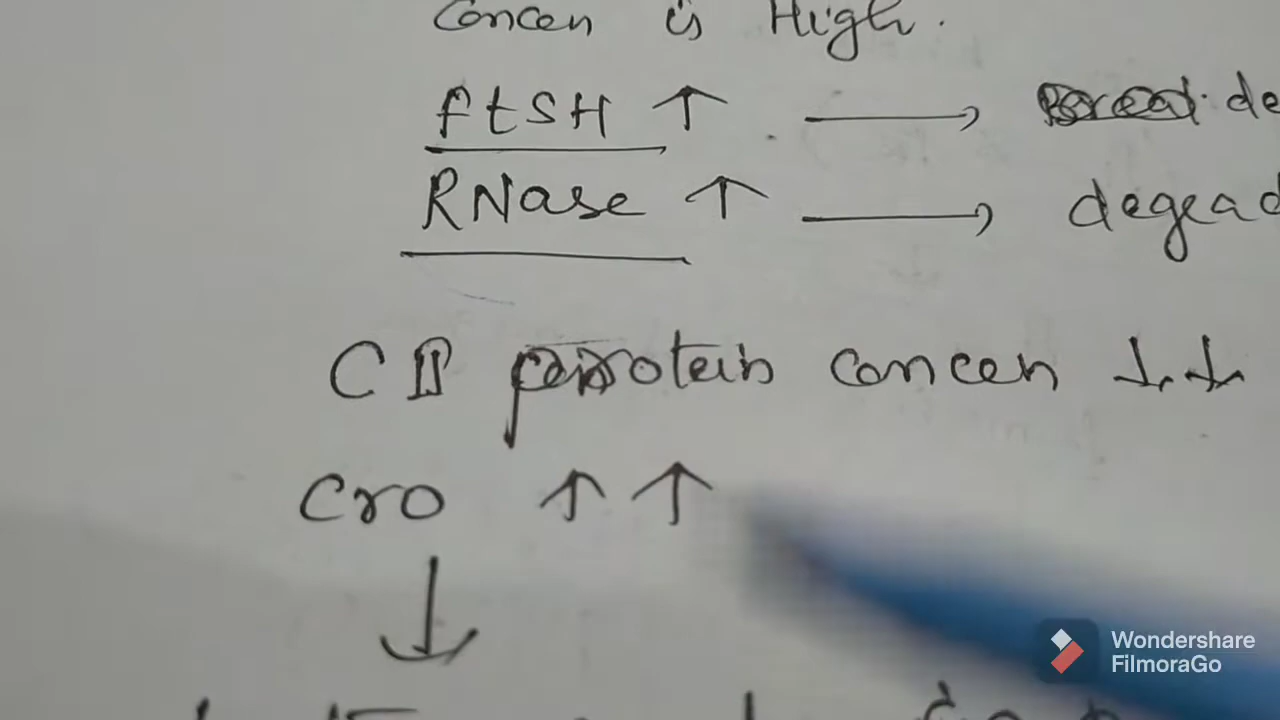 Concen is High.
FtSH ↑ → de
RNase ↑ → degrad
CII protein concen ↓↓
Cro ↑ ↑
↓
Wondershare
FilmoraGo